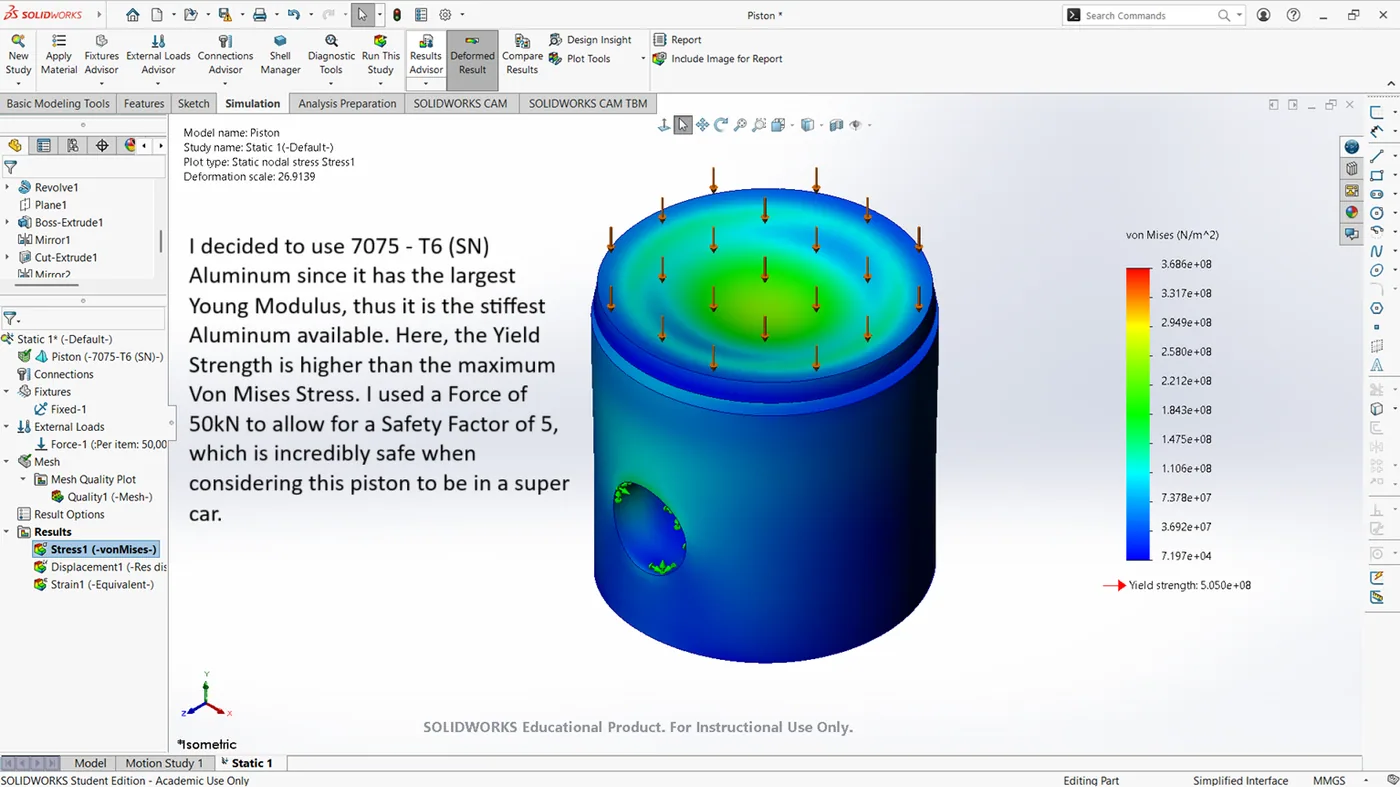 SOLIDWORKS
Piston *
Search Commands
New Study
Apply Material
Fixtures Advisor
External Loads Advisor
Connections Advisor
Shell Manager
Diagnostic Tools
Run This Study
Results Advisor
Deformed Result
Compare Results
Design Insight
Plot Tools
Report
Include Image for Report
Basic Modeling Tools
Features
Sketch
Simulation
Analysis Preparation
SOLIDWORKS CAM
SOLIDWORKS CAM TBM
Revolve1
Plane1
Boss-Extrude1
Mirror1
Cut-Extrude1
Mirror2
Static 1* (-Default-)
Piston (-7075-T6 (SN)-)
Connections
Fixtures
Fixed-1
External Loads
Force-1 (:Per item: 50,00
Mesh
Mesh Quality Plot
Quality1 (-Mesh-)
Result Options
Results
Stress1 (-vonMises-)
Displacement1 (-Res dis
Strain1 (-Equivalent-)
Model name: Piston
Study name: Static 1(-Default-)
Plot type: Static nodal stress Stress1
Deformation scale: 26.9139
I decided to use 7075 - T6 (SN)
Aluminum since it has the largest
Young Modulus, thus it is the stiffest
Aluminum available. Here, the Yield
Strength is higher than the maximum
Von Mises Stress. I used a Force of
50kN to allow for a Safety Factor of 5,
which is incredibly safe when
considering this piston to be in a super
car.
von Mises (N/m^2)
3.686e+08
3.317e+08
2.949e+08
2.580e+08
2.212e+08
1.843e+08
1.475e+08
1.106e+08
7.378e+07
3.692e+07
7.197e+04
Yield strength: 5.050e+08
Y
Z
X
*Isometric
SOLIDWORKS Educational Product. For Instructional Use Only.
Model
Motion Study 1
Static 1
SOLIDWORKS Student Edition - Academic Use Only
Editing Part
Simplified Interface
MMGS